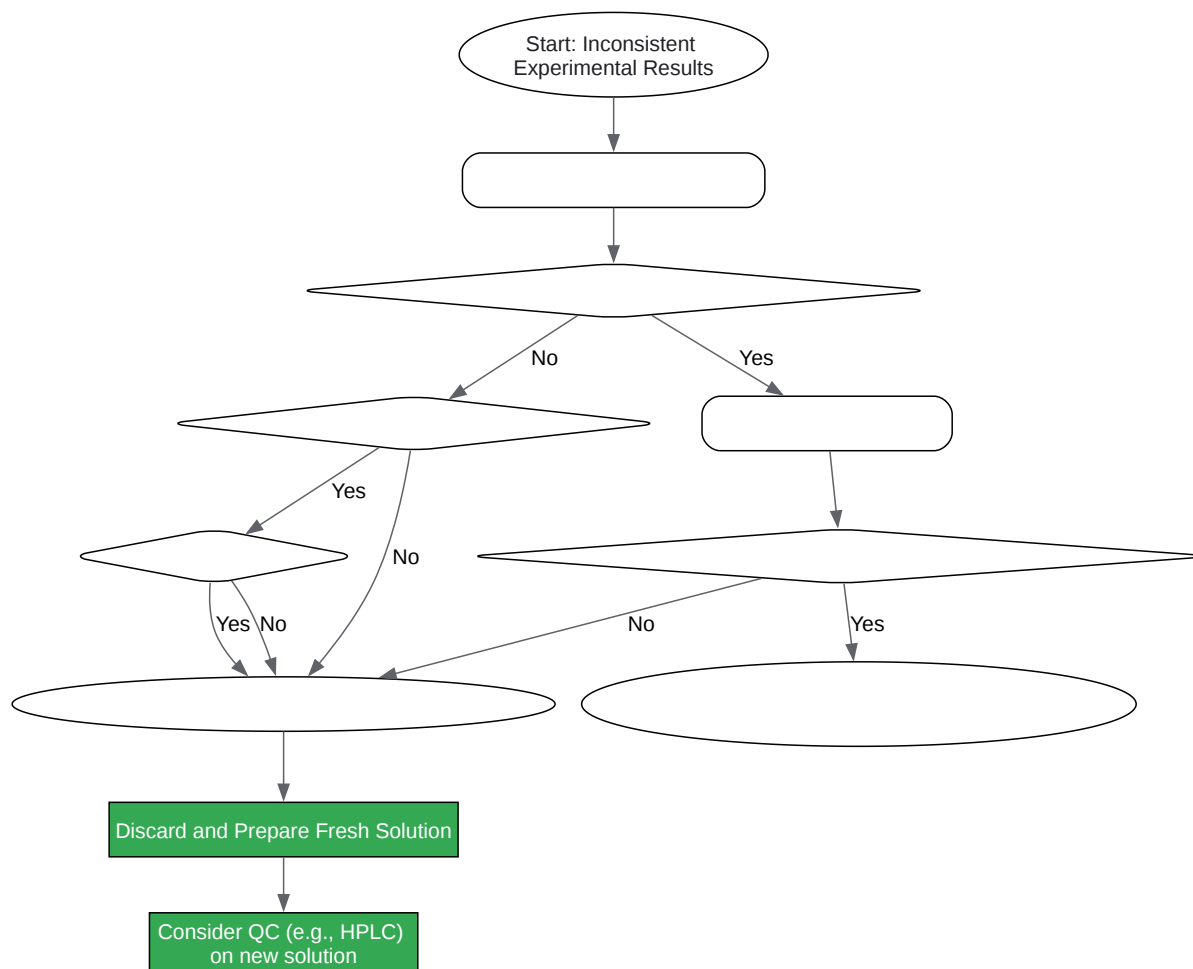 Start: Inconsistent
Experimental Results
No
Yes
Yes
No
Yes
No
No
Yes
Discard and Prepare Fresh Solution
Consider QC (e.g., HPLC)
on new solution